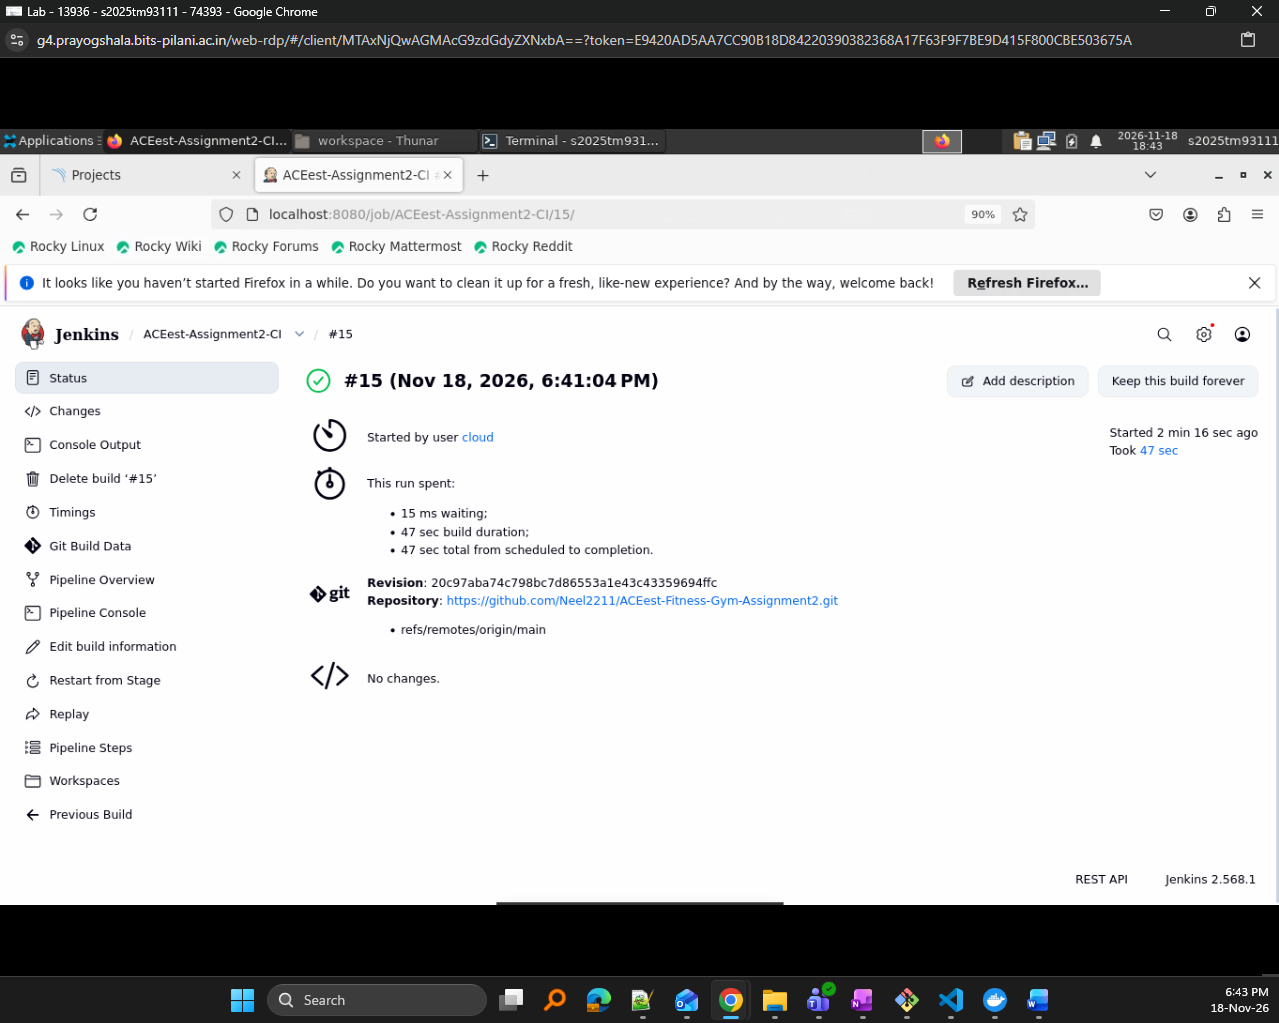 Lab - 13936 - s2025tm93111 - 74393 - Google Chrome
g4.prayogshala.bits-pilani.ac.in/web-rdp/#/client/MTAxNjQwAGMAcG9zdGdyZXNxbA==?token=E9420AD5AA7CC90B18D84220390382368A17F63F9F7BE9D415F800CBE503675A
Applications
ACEest-Assignment2-CI...
workspace - Thunar
Terminal - s2025tm931...
2026-11-18
18:43
s2025tm93111
Projects
ACEest-Assignment2-CI
localhost:8080/job/ACEest-Assignment2-CI/15/
90%
Rocky Linux
Rocky Wiki
Rocky Forums
Rocky Mattermost
Rocky Reddit
It looks like you haven’t started Firefox in a while. Do you want to clean it up for a fresh, like-new experience? And by the way, welcome back!
Refresh Firefox...
Jenkins / ACEest-Assignment2-CI / #15
Status
Changes
Console Output
Delete build ‘#15’
Timings
Git Build Data
Pipeline Overview
Pipeline Console
Edit build information
Restart from Stage
Replay
Pipeline Steps
Workspaces
Previous Build
#15 (Nov 18, 2026, 6:41:04 PM)
Add description
Keep this build forever
Started 2 min 16 sec ago
Took 47 sec
Started by user cloud
This run spent:
• 15 ms waiting;
• 47 sec build duration;
• 47 sec total from scheduled to completion.
git
Revision: 20c97aba74c798bc7d86553a1e43c43359694ffc
Repository: https://github.com/Neel2211/ACEest-Fitness-Gym-Assignment2.git
• refs/remotes/origin/main
No changes.
REST API
Jenkins 2.568.1
Search
6:43 PM
18-Nov-26